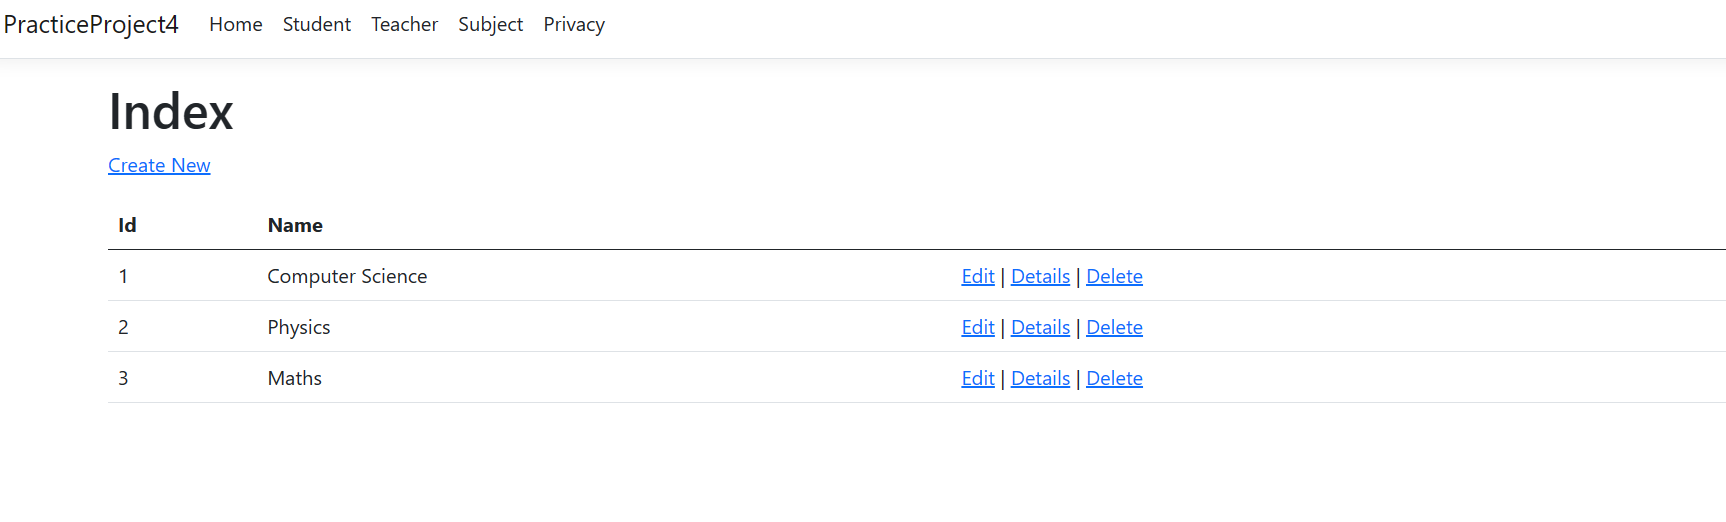 PracticeProject4 Home Student Teacher Subject Privacy
Index
Create New
Id Name
1 Computer Science Edit | Details | Delete
2 Physics Edit | Details | Delete
3 Maths Edit | Details | Delete